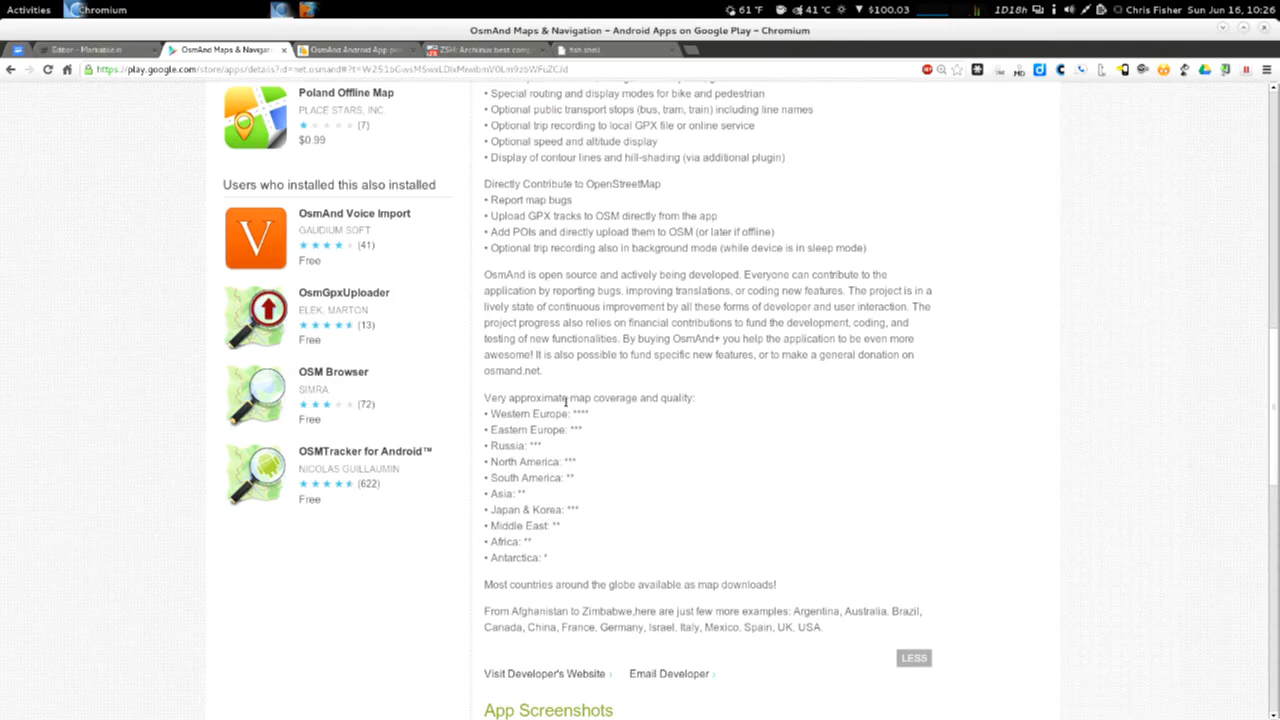 Activities
Chromium
61 °F
41°C
$100.03
1D18h
Chris Fisher
Sun Jun 16, 10:26
OsmAnd Maps & Navigation – Android Apps on Google Play – Chromium
Editor - Markable.in
OsmAnd Maps & Navigat
OsmAnd Android App
ZSH: Archlinux best com
fish shell
Poland Offline Map
PLACE STARS, INC.
(7)
$0.99
Users who installed this also installed
OsmAnd Voice Import
GAUDIUM SOFT
(41)
Free
V
OsmGpxUploader
ELEK, MARTON
(13)
Free
OSM Browser
SIMRA
(72)
Free
OSMTracker for Android™
NICOLAS GUILLAUMIN
(622)
Free
• Special routing and display modes for bike and pedestrian
• Optional public transport stops (bus, tram, train) including line names
• Optional trip recording to local GPX file or online service
• Optional speed and altitude display
• Display of contour lines and hill-shading (via additional plugin)
Directly Contribute to OpenStreetMap
• Report map bugs
• Upload GPX tracks to OSM directly from the app
• Add POIs and directly upload them to OSM (or later if offline)
• Optional trip recording also in background mode (while device is in sleep mode)
OsmAnd is open source and actively being developed. Everyone can contribute to the
application by reporting bugs, improving translations, or coding new features. The project is in a
lively state of continuous improvement by all these forms of developer and user interaction. The
project progress also relies on financial contributions to fund the development, coding, and
testing of new functionalities. By buying OsmAnd+ you help the application to be even more
awesome! It is also possible to fund specific new features, or to make a general donation on
osmand.net.
Very approximate map coverage and quality:
• Western Europe: ****
• Eastern Europe: ***
• Russia: ***
• North America: ***
• South America: **
• Asia: **
• Japan & Korea: ***
• Middle East: **
• Africa: **
• Antarctica: *
Most countries around the globe available as map downloads!
From Afghanistan to Zimbabwe,here are just few more examples: Argentina, Australia, Brazil,
Canada, China, France, Germany, Israel, Italy, Mexico, Spain, UK, USA.
LESS
Visit Developer's Website ›
Email Developer ›
App Screenshots